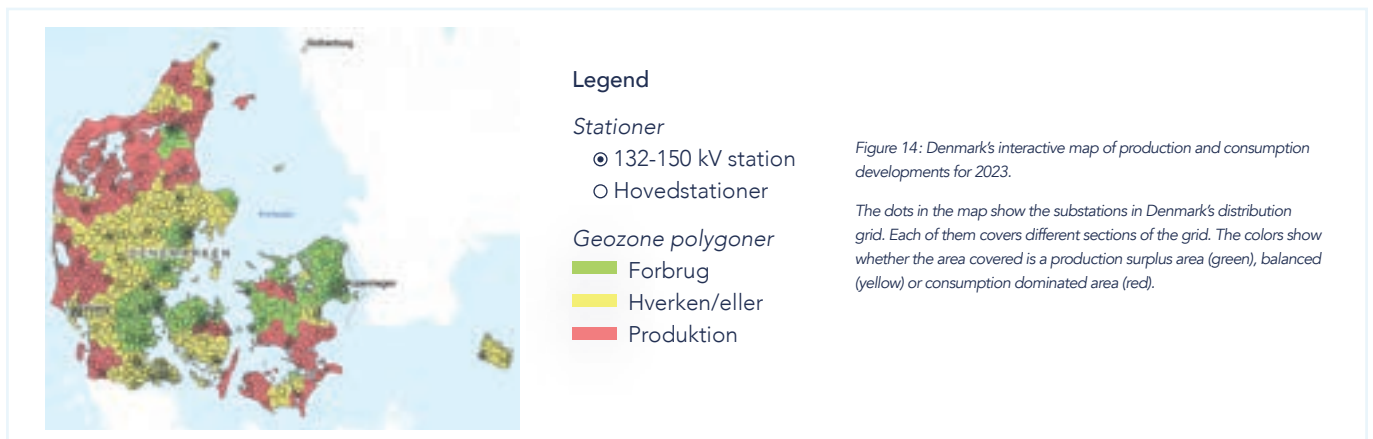 Legend
Stationer
132-150 kV station
Hovedstationer
Geozone polygoner
Forbrug
Hverken/eller
Produktion
Figure 14: Denmark's interactive map of production and consumption
developments for 2023.
The dots in the map show the substations in Denmark's distribution
grid. Each of them covers different sections of the grid. The colors show
whether the area covered is a production surplus area (green), balanced
(yellow) or consumption dominated area (red).